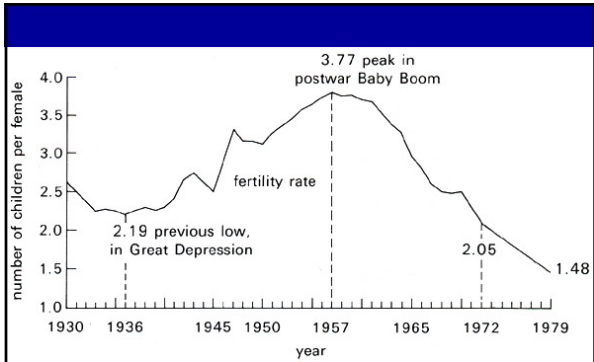 3.77 peak in
postwar Baby Boom
number of children per female
4.0
3.5
3.0
2.5
2.0
1.5
1.0
fertility rate
2.19 previous low,
in Great Depression
2.05
1.48
1930 1936 1945 1950 1957 1965 1972 1979
year